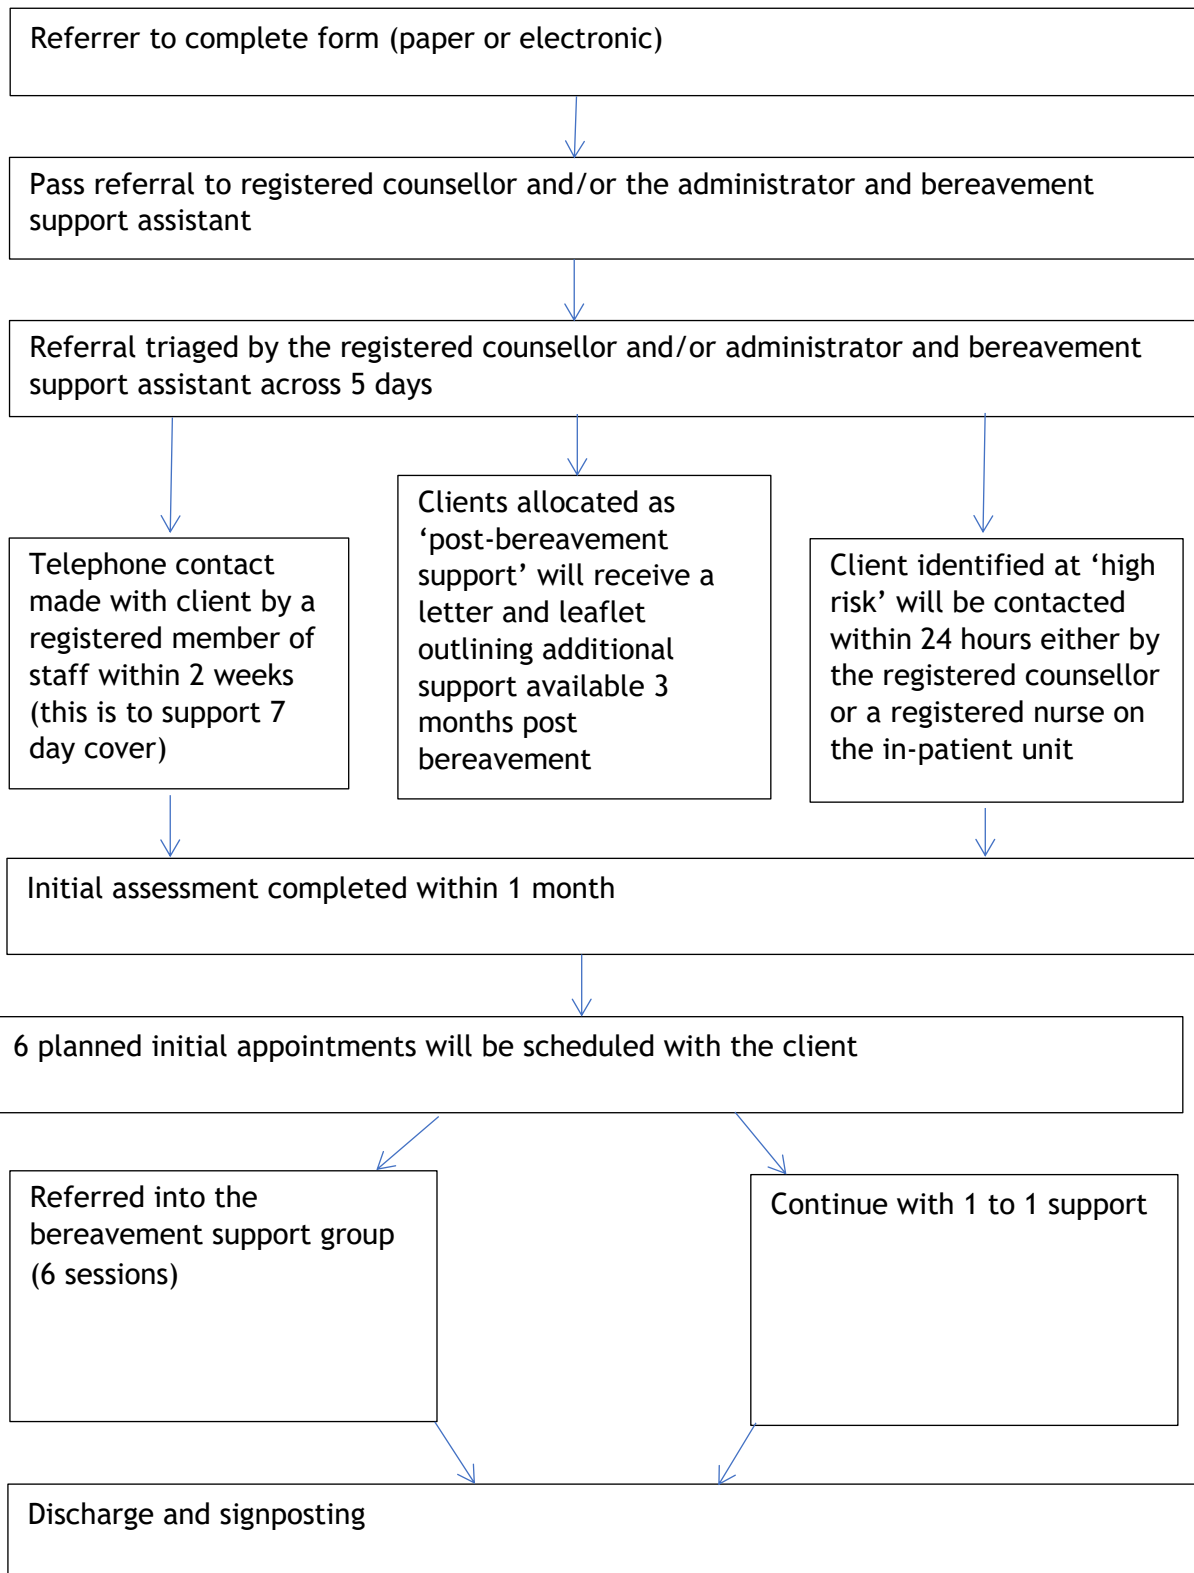 Referrer to complete form (paper or electronic)
Pass referral to registered counsellor and/or the administrator and bereavement
support assistant
Referral triaged by the registered counsellor and/or administrator and bereavement
support assistant across 5 days
Telephone contact
made with client by a
registered member of
staff within 2 weeks
(this is to support 7
day cover)
Clients allocated as
‘post-bereavement
support’ will receive a
letter and leaflet
outlining additional
support available 3
months post
bereavement
Client identified at ‘high
risk’ will be contacted
within 24 hours either by
the registered counsellor
or a registered nurse on
the in-patient unit
Initial assessment completed within 1 month
6 planned initial appointments will be scheduled with the client
Referred into the
bereavement support group
(6 sessions)
Continue with 1 to 1 support
Discharge and signposting